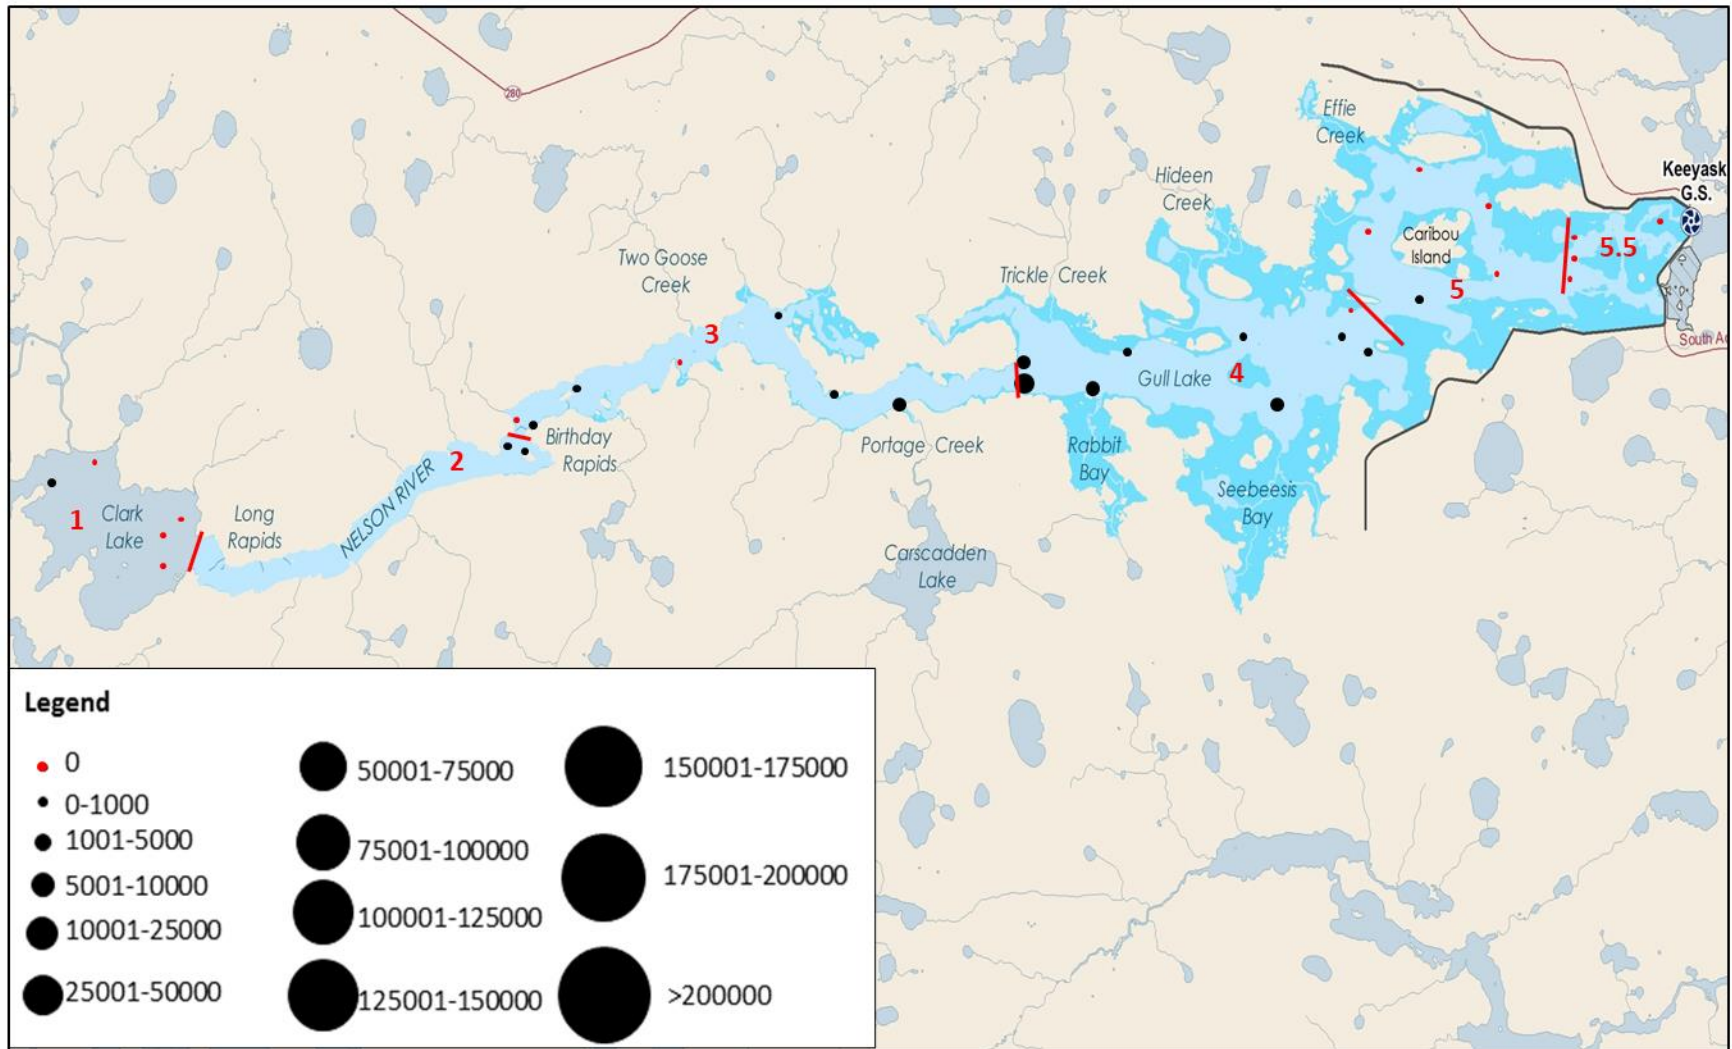 280
Effie
Creek
Keeyask
G.S.
Hideen
Creek
Caribou
Island
5.5
Two Goose
Creek
Trickle Creek
5
3
Gull Lake
4
Birthday
Rapids
Portage Creek
Rabbit
Bay
2
NELSON RIVER
Seebeesis
Bay
1
Clark
Lake
Long
Rapids
Carscadden
Lake
Legend
0
0-1000
1001-5000
5001-10000
10001-25000
25001-50000
50001-75000
75001-100000
100001-125000
125001-150000
150001-175000
175001-200000
>200000
South